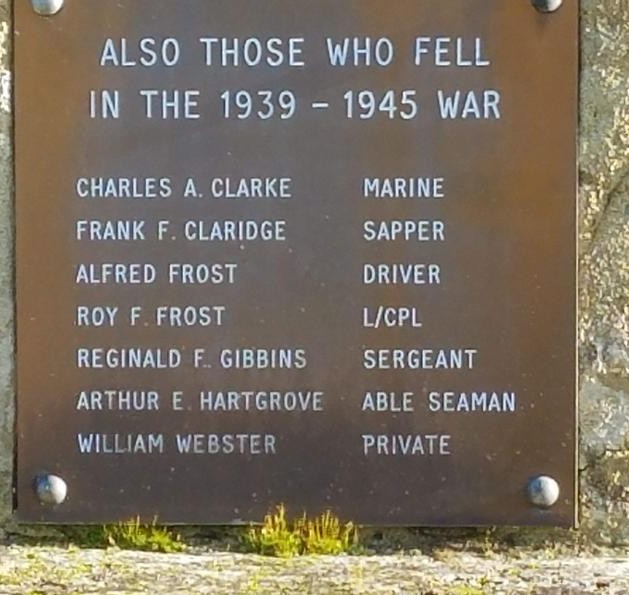 ALSO THOSE WHO FELL
IN THE 1939 - 1945 WAR
CHARLES A. CLARKE MARINE
FRANK F. CLARIDGE SAPPER
ALFRED FROST DRIVER
ROY F. FROST L/CPL
REGINALD F. GIBBINS SERGEANT
ARTHUR E. HARTGROVE ABLE SEAMAN
WILLIAM WEBSTER PRIVATE